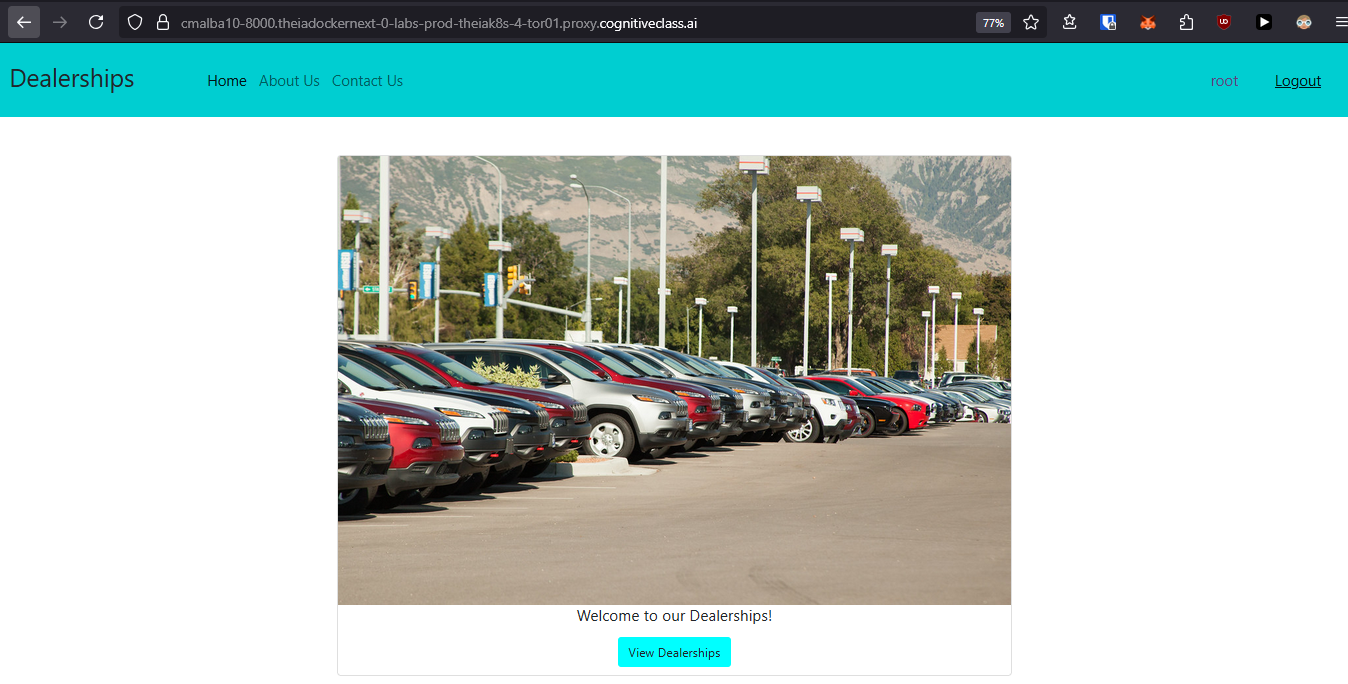 77%
cmalba10-8000.theiadockernext-0-labs-prod-theiak8s-4-tor01.proxy.cognitiveclass.ai
Dealerships
Home About Us Contact Us
root Logout
Welcome to our Dealerships!
View Dealerships